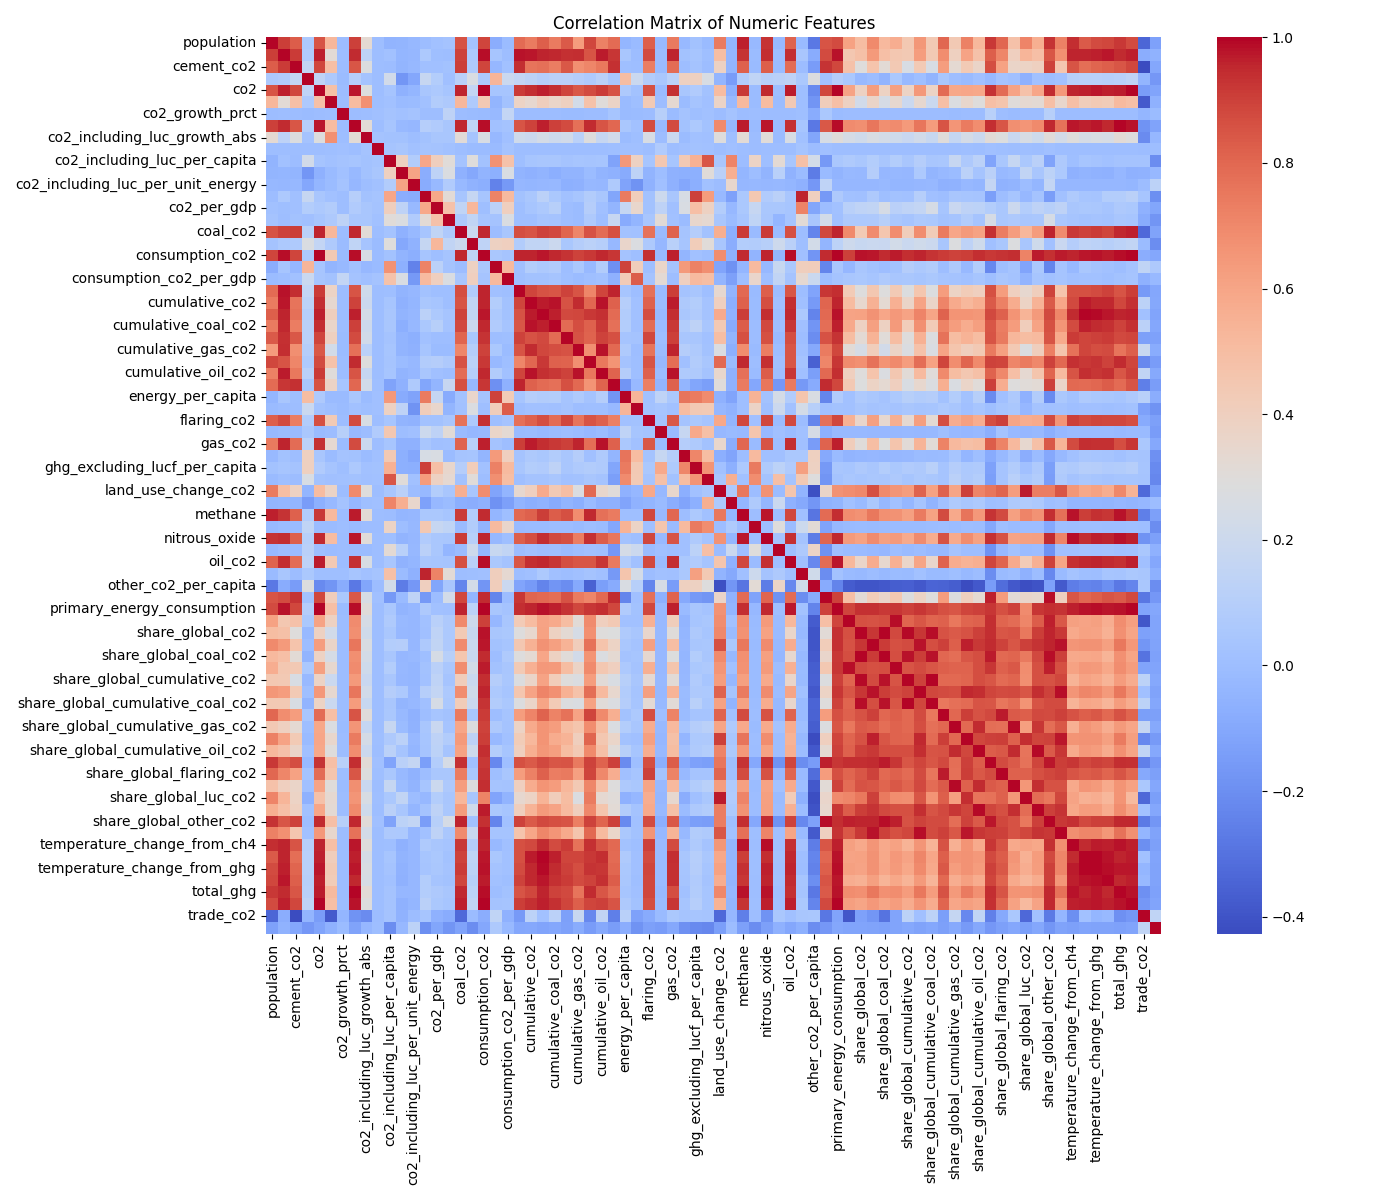 Correlation Matrix of Numeric Features
population
cement_co2
co2
co2_growth_prct
co2_including_luc_growth_abs
co2_including_luc_per_capita
co2_including_luc_per_unit_energy
co2_per_gdp
coal_co2
consumption_co2
consumption_co2_per_gdp
cumulative_co2
cumulative_coal_co2
cumulative_gas_co2
cumulative_oil_co2
energy_per_capita
flaring_co2
gas_co2
ghg_excluding_lucf_per_capita
land_use_change_co2
methane
nitrous_oxide
oil_co2
other_co2_per_capita
primary_energy_consumption
share_global_co2
share_global_coal_co2
share_global_cumulative_co2
share_global_cumulative_coal_co2
share_global_cumulative_gas_co2
share_global_cumulative_oil_co2
share_global_flaring_co2
share_global_luc_co2
share_global_other_co2
temperature_change_from_ch4
temperature_change_from_ghg
total_ghg
trade_co2
population
cement_co2
co2
co2_growth_prct
co2_including_luc_growth_abs
co2_including_luc_per_capita
co2_including_luc_per_unit_energy
co2_per_gdp
coal_co2
consumption_co2
consumption_co2_per_gdp
cumulative_co2
cumulative_coal_co2
cumulative_gas_co2
cumulative_oil_co2
energy_per_capita
flaring_co2
gas_co2
ghg_excluding_lucf_per_capita
land_use_change_co2
methane
nitrous_oxide
oil_co2
other_co2_per_capita
primary_energy_consumption
share_global_co2
share_global_coal_co2
share_global_cumulative_co2
share_global_cumulative_coal_co2
share_global_cumulative_gas_co2
share_global_cumulative_oil_co2
share_global_flaring_co2
share_global_luc_co2
share_global_other_co2
temperature_change_from_ch4
temperature_change_from_ghg
total_ghg
trade_co2
1.0
0.8
0.6
0.4
0.2
0.0
−0.2
−0.4